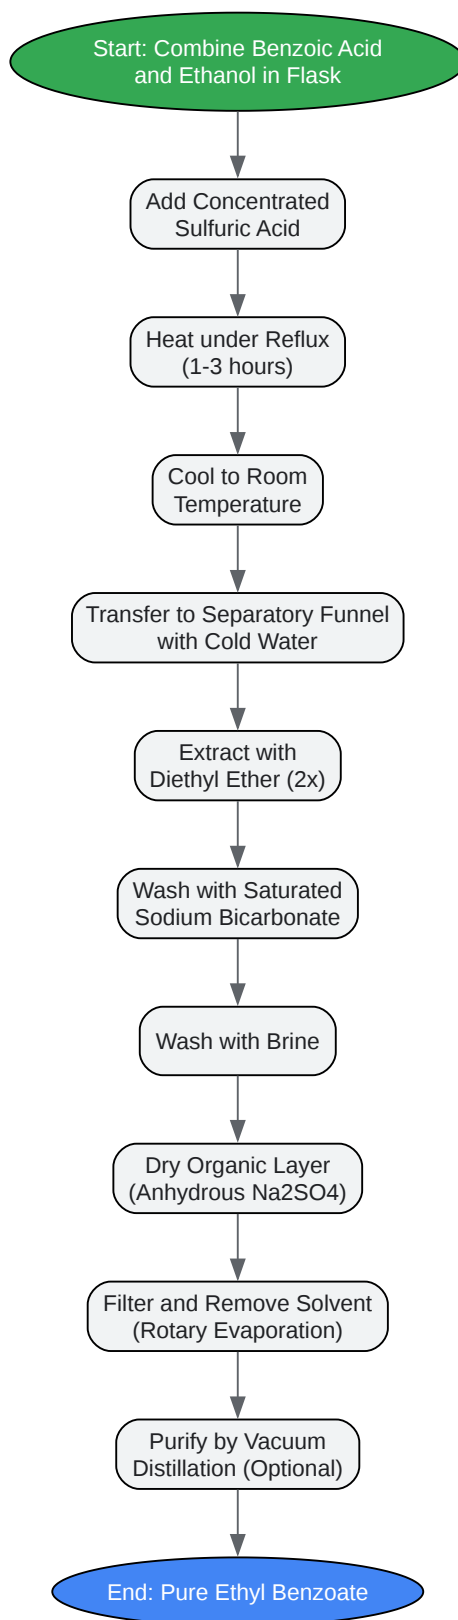 Start: Combine Benzoic Acid
and Ethanol in Flask
Add Concentrated
Sulfuric Acid
Heat under Reflux
(1-3 hours)
Cool to Room
Temperature
Transfer to Separatory Funnel
with Cold Water
Extract with
Diethyl Ether (2x)
Wash with Saturated
Sodium Bicarbonate
Wash with Brine
Dry Organic Layer
(Anhydrous Na2SO4)
Filter and Remove Solvent
(Rotary Evaporation)
Purify by Vacuum
Distillation (Optional)
End: Pure Ethyl Benzoate